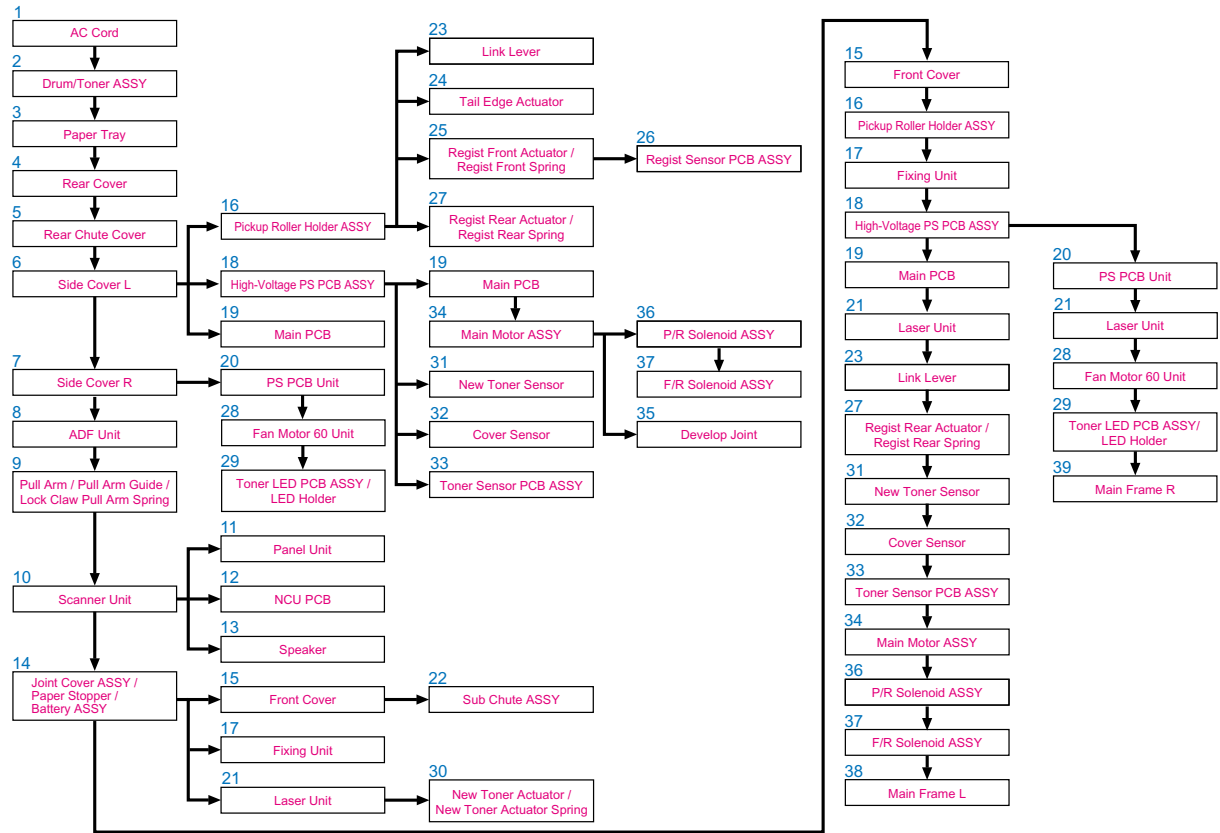 1
AC Cord
2
Drum/Toner ASSY
3
Paper Tray
4
Rear Cover
5
Rear Chute Cover
6
Side Cover L
7
Side Cover R
8
ADF Unit
9
Pull Arm / Pull Arm Guide /
Lock Claw Pull Arm Spring
10
Scanner Unit
14
Joint Cover ASSY /
Paper Stopper /
Battery ASSY
16
Pickup Roller Holder ASSY
18
High-Voltage PS PCB ASSY
19
Main PCB
20
PS PCB Unit
28
Fan Motor 60 Unit
29
Toner LED PCB ASSY /
LED Holder
11
Panel Unit
12
NCU PCB
13
Speaker
15
Front Cover
17
Fixing Unit
21
Laser Unit
23
Link Lever
24
Tail Edge Actuator
25
Regist Front Actuator /
Regist Front Spring
27
Regist Rear Actuator /
Regist Rear Spring
19
Main PCB
34
Main Motor ASSY
31
New Toner Sensor
32
Cover Sensor
33
Toner Sensor PCB ASSY
22
Sub Chute ASSY
30
New Toner Actuator /
New Toner Actuator Spring
26
Regist Sensor PCB ASSY
36
P/R Solenoid ASSY
37
F/R Solenoid ASSY
35
Develop Joint
15
Front Cover
16
Pickup Roller Holder ASSY
17
Fixing Unit
18
High-Voltage PS PCB ASSY
19
Main PCB
21
Laser Unit
23
Link Lever
27
Regist Rear Actuator /
Regist Rear Spring
31
New Toner Sensor
32
Cover Sensor
33
Toner Sensor PCB ASSY
34
Main Motor ASSY
36
P/R Solenoid ASSY
37
F/R Solenoid ASSY
38
Main Frame L
20
PS PCB Unit
21
Laser Unit
28
Fan Motor 60 Unit
29
Toner LED PCB ASSY/
LED Holder
39
Main Frame R